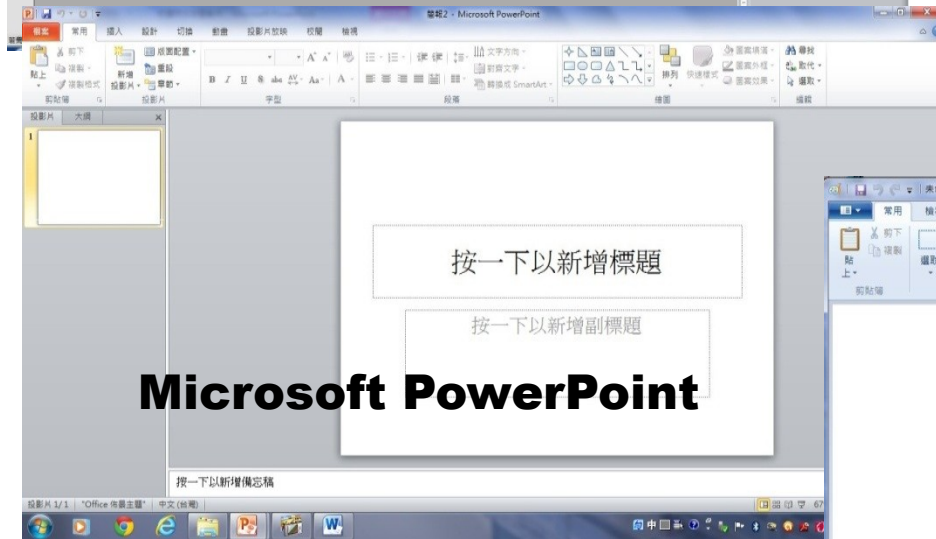 簡報2 - Microsoft PowerPoint
檔案 常用 插入 設計 切換 動畫 投影片放映 校閱 檢視
剪下
複製
貼上 複製格式
剪貼簿
新增
投影片
版面配置
重設
章節
投影片
B I U S abc AV Aa A
字型
文字方向
對齊文字
轉換成 SmartArt
段落
排列 快速樣式
圖案填滿
圖案外框
圖案效果
繪圖
尋找
取代
選取
編輯
投影片 大綱
1
按一下以新增標題
按一下以新增副標題
Microsoft PowerPoint
按一下以新增備忘稿
投影片 1/1 "Office 佈景主題" 中文 (台灣) 67
中
常用
剪下
複製
貼
上
選取
剪貼簿